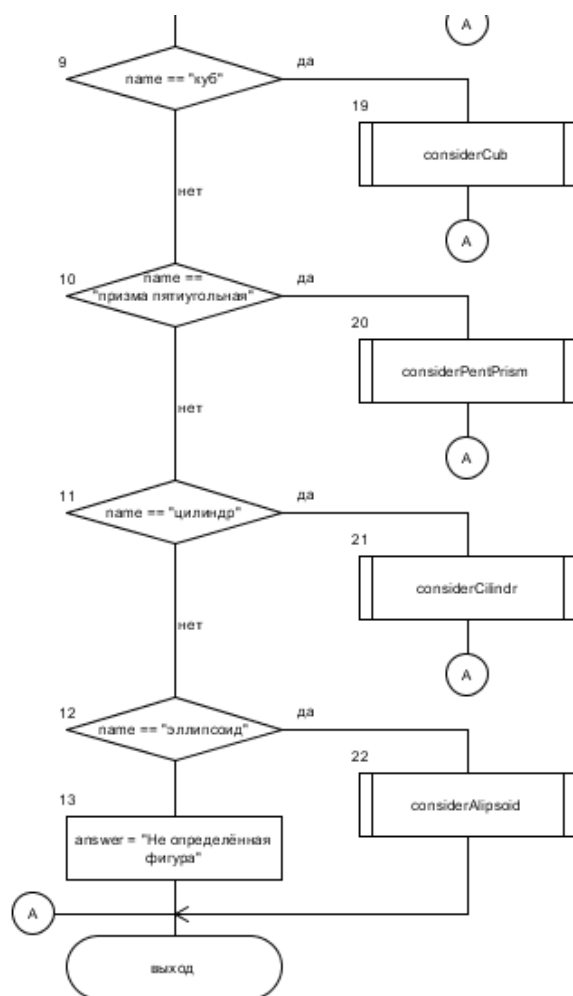 A
9
name == "куб"
да
19
considerCub
A
нет
10
name ==
"призма пятиугольная"
да
20
considerPentPrism
A
нет
11
name == "цилиндр"
да
21
considerCilindr
A
нет
12
name == "эллипсоид"
да
22
considerAlipsoid
13
answer = "Не определённая
фигура"
A
выход